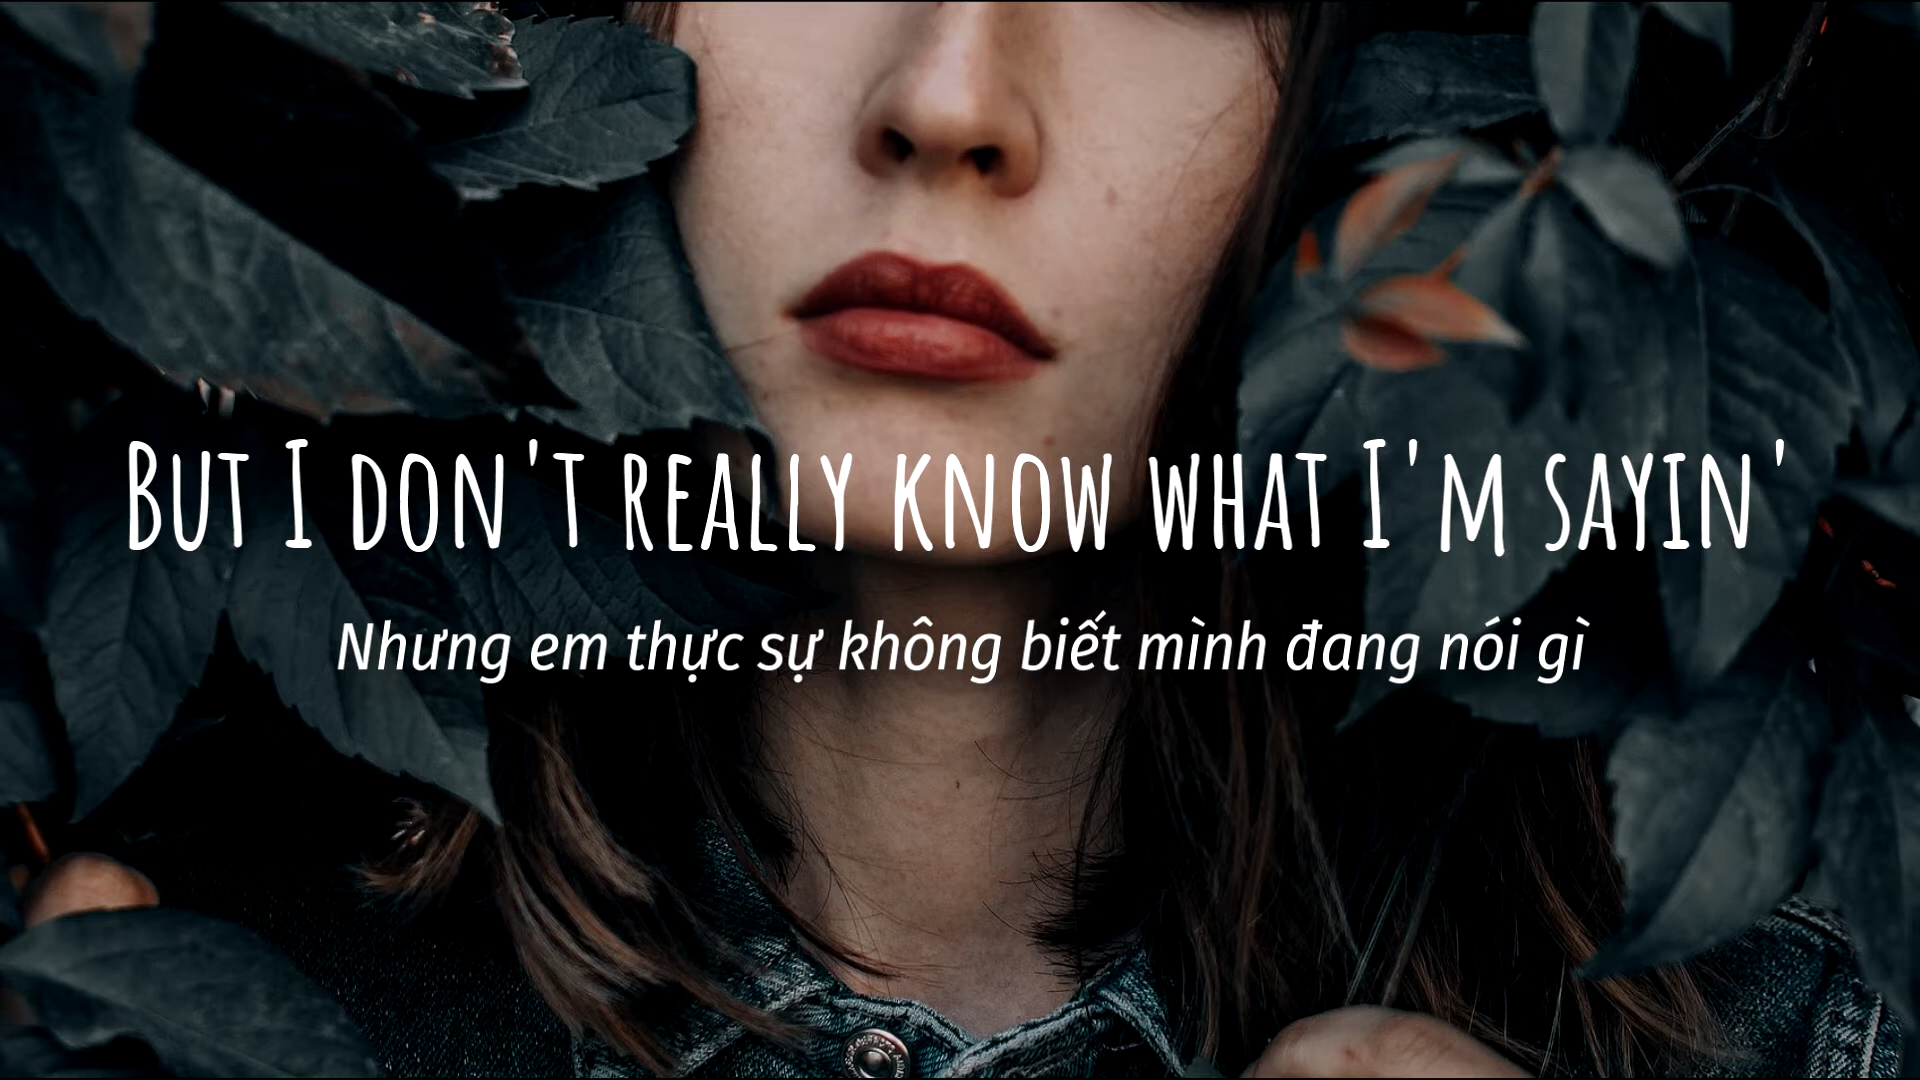 But I don't really know what I'm sayin'
Nhưng em thực sự không biết mình đang nói gì